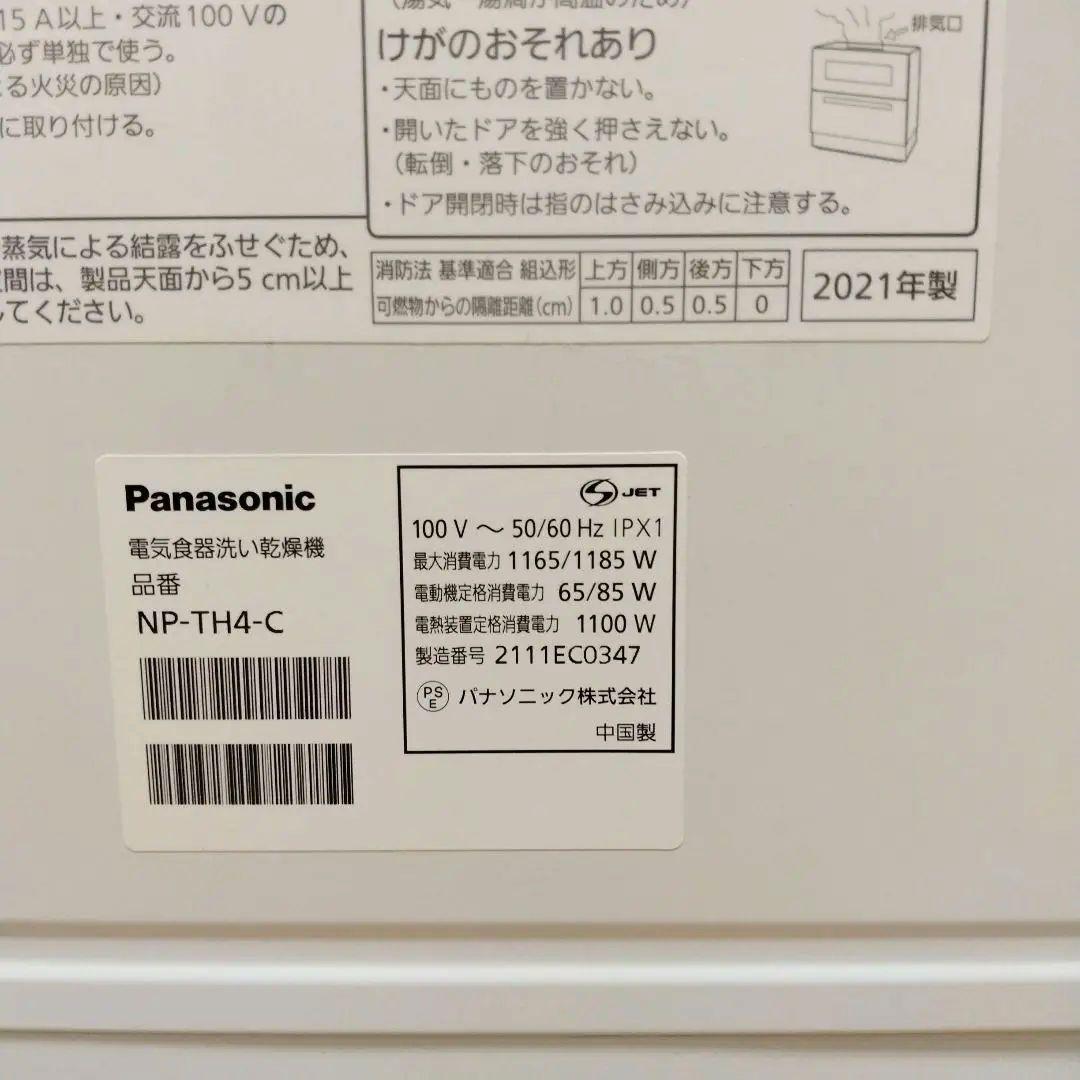 15 A以上・交流100 Vの
必ず単独で使う。
る火災の原因）
に取り付ける。
けがのおそれあり
・天面にものを置かない。
・開いたドアを強く押さえない。
（転倒・落下のおそれ）
・ドア開閉時は指のはさみ込みに注意する。
排気口
蒸気による結露をふせぐため、
間は、製品天面から5 cm以上
してください。
消防法 基準適合 組込形 上方 側方 後方 下方
可燃物からの隔離距離(cm) 1.0 0.5 0.5 0
2021年製
Panasonic
電気食器洗い乾燥機
品番
NP-TH4-C
JET
100 V ～ 50/60 Hz IPX1
最大消費電力 1165/1185 W
電動機定格消費電力 65/85 W
電熱装置定格消費電力 1100 W
製造番号 2111EC0347
PSE パナソニック株式会社
中国製